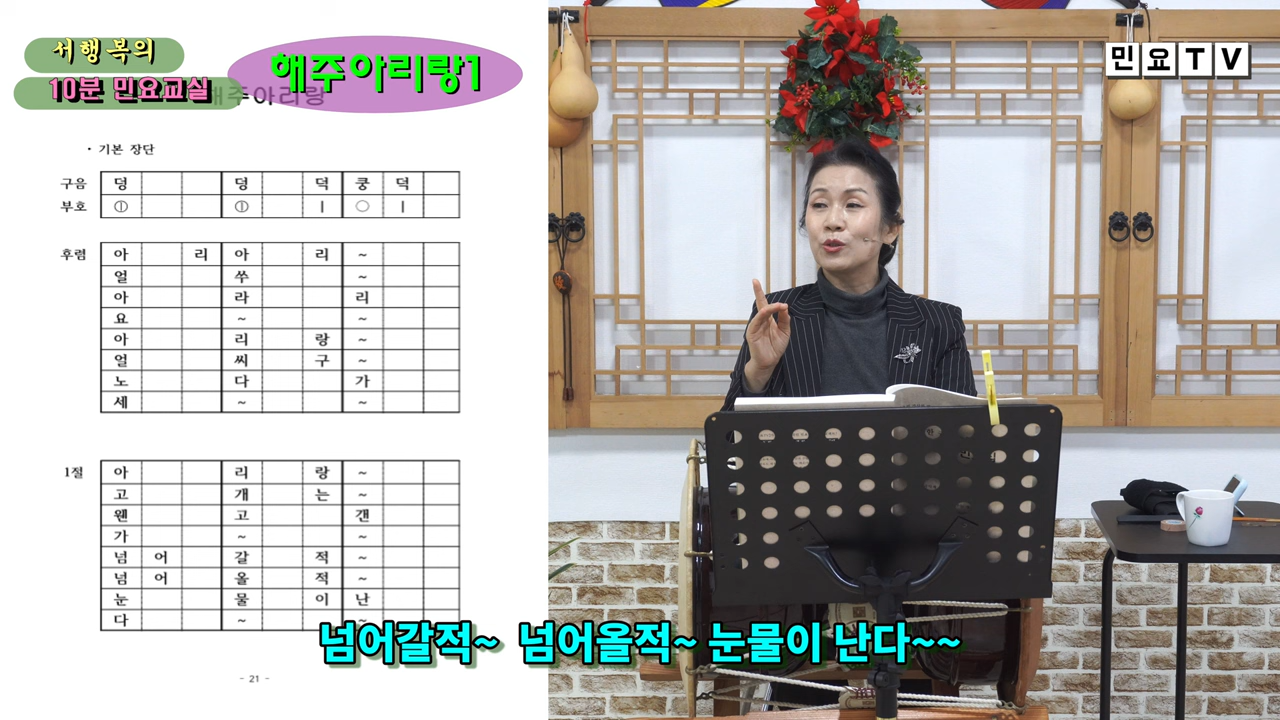 서행복의
10분 민요교실
해주아리랑1
해주아리랑
민요TV
• 기본 장단
구음 덩 덩 덕 쿵 덕
부호 ⏀ ⏀ | ○ |
후렴 아 리 아 리 ~
얼 쑤 ~
아 라 리
요 ~ ~
아 리 랑 ~
얼 씨 구 ~
노 다 가
세 ~ ~
1절 아 리 랑 ~
고 개 는 ~
웬 고 갠
가 ~ ~
넘 어 갈 적 ~
넘 어 올 적 ~
눈 물 이 난
다 ~ ~
넘어갈적~ 넘어올적~ 눈물이 난다~~
- 21 -